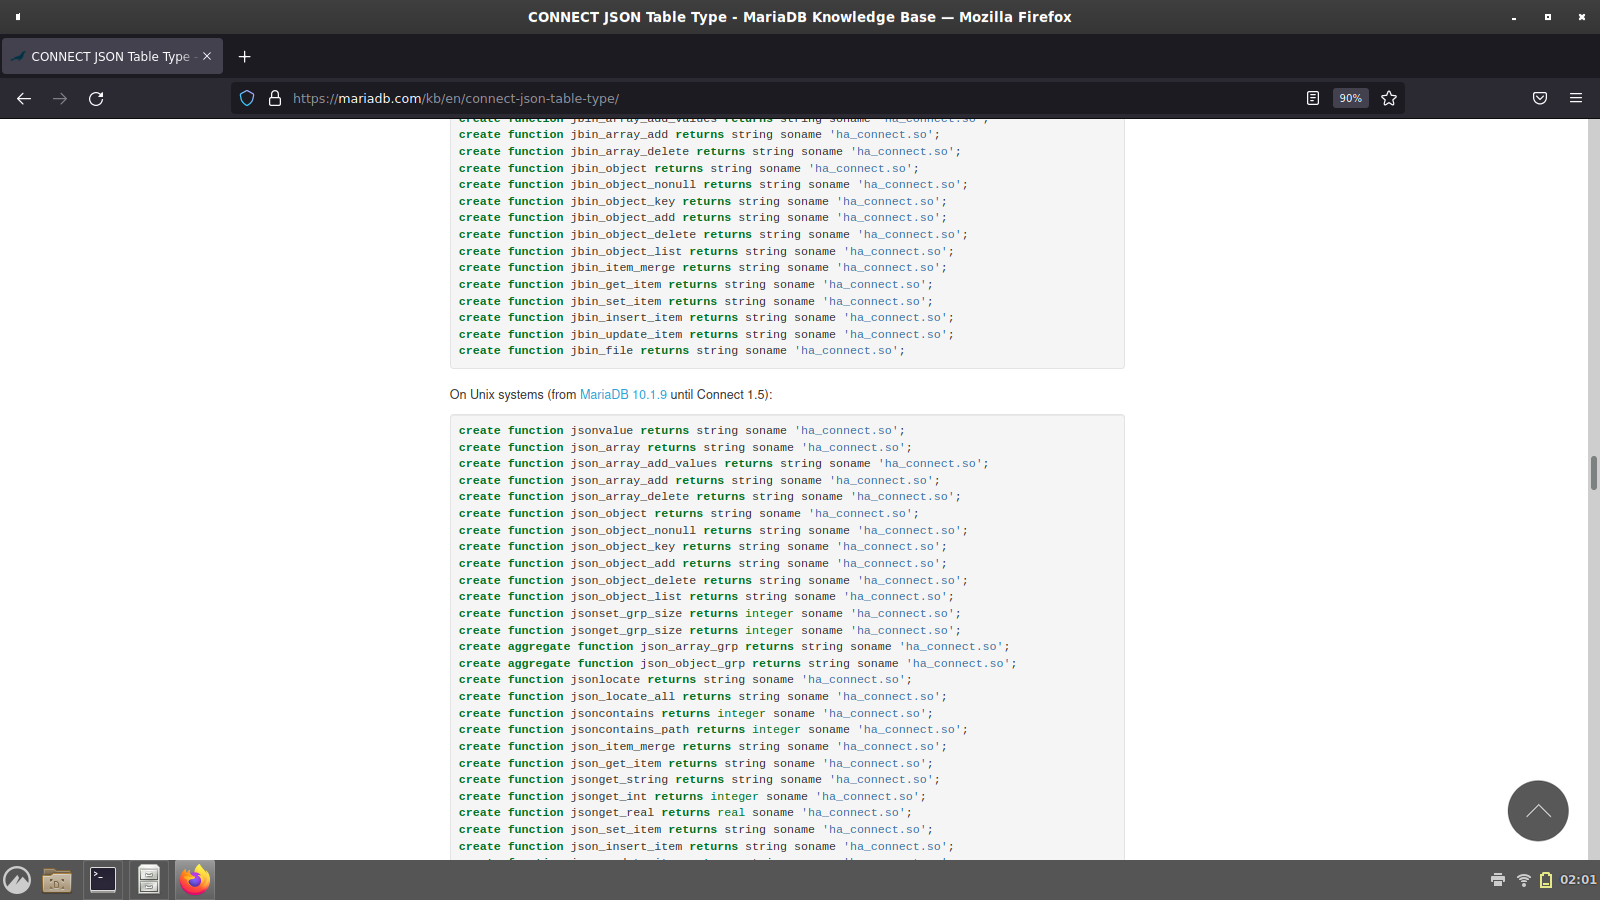 CONNECT JSON Table Type - MariaDB Knowledge Base — Mozilla Firefox
CONNECT JSON Table Type -
https://mariadb.com/kb/en/connect-json-table-type/
90%
create function jbin_array_add_values returns string soname 'ha_connect.so';
create function jbin_array_add returns string soname 'ha_connect.so';
create function jbin_array_delete returns string soname 'ha_connect.so';
create function jbin_object returns string soname 'ha_connect.so';
create function jbin_object_nonull returns string soname 'ha_connect.so';
create function jbin_object_key returns string soname 'ha_connect.so';
create function jbin_object_add returns string soname 'ha_connect.so';
create function jbin_object_delete returns string soname 'ha_connect.so';
create function jbin_object_list returns string soname 'ha_connect.so';
create function jbin_item_merge returns string soname 'ha_connect.so';
create function jbin_get_item returns string soname 'ha_connect.so';
create function jbin_set_item returns string soname 'ha_connect.so';
create function jbin_insert_item returns string soname 'ha_connect.so';
create function jbin_update_item returns string soname 'ha_connect.so';
create function jbin_file returns string soname 'ha_connect.so';
On Unix systems (from MariaDB 10.1.9 until Connect 1.5):
create function jsonvalue returns string soname 'ha_connect.so';
create function json_array returns string soname 'ha_connect.so';
create function json_array_add_values returns string soname 'ha_connect.so';
create function json_array_add returns string soname 'ha_connect.so';
create function json_array_delete returns string soname 'ha_connect.so';
create function json_object returns string soname 'ha_connect.so';
create function json_object_nonull returns string soname 'ha_connect.so';
create function json_object_key returns string soname 'ha_connect.so';
create function json_object_add returns string soname 'ha_connect.so';
create function json_object_delete returns string soname 'ha_connect.so';
create function json_object_list returns string soname 'ha_connect.so';
create function jsonset_grp_size returns integer soname 'ha_connect.so';
create function jsonget_grp_size returns integer soname 'ha_connect.so';
create aggregate function json_array_grp returns string soname 'ha_connect.so';
create aggregate function json_object_grp returns string soname 'ha_connect.so';
create function jsonlocate returns string soname 'ha_connect.so';
create function json_locate_all returns string soname 'ha_connect.so';
create function jsoncontains returns integer soname 'ha_connect.so';
create function jsoncontains_path returns integer soname 'ha_connect.so';
create function json_item_merge returns string soname 'ha_connect.so';
create function json_get_item returns string soname 'ha_connect.so';
create function jsonget_string returns string soname 'ha_connect.so';
create function jsonget_int returns integer soname 'ha_connect.so';
create function jsonget_real returns real soname 'ha_connect.so';
create function json_set_item returns string soname 'ha_connect.so';
create function json_insert_item returns string soname 'ha_connect.so';
02:01